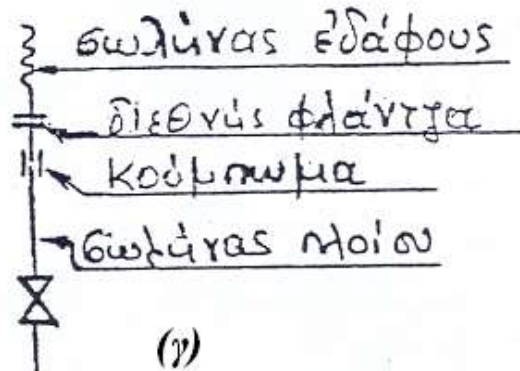 σωλήνας εδάφους
διεθνής φλάντζα
κούμπωμα
σωλήνας πλοίου
(γ)